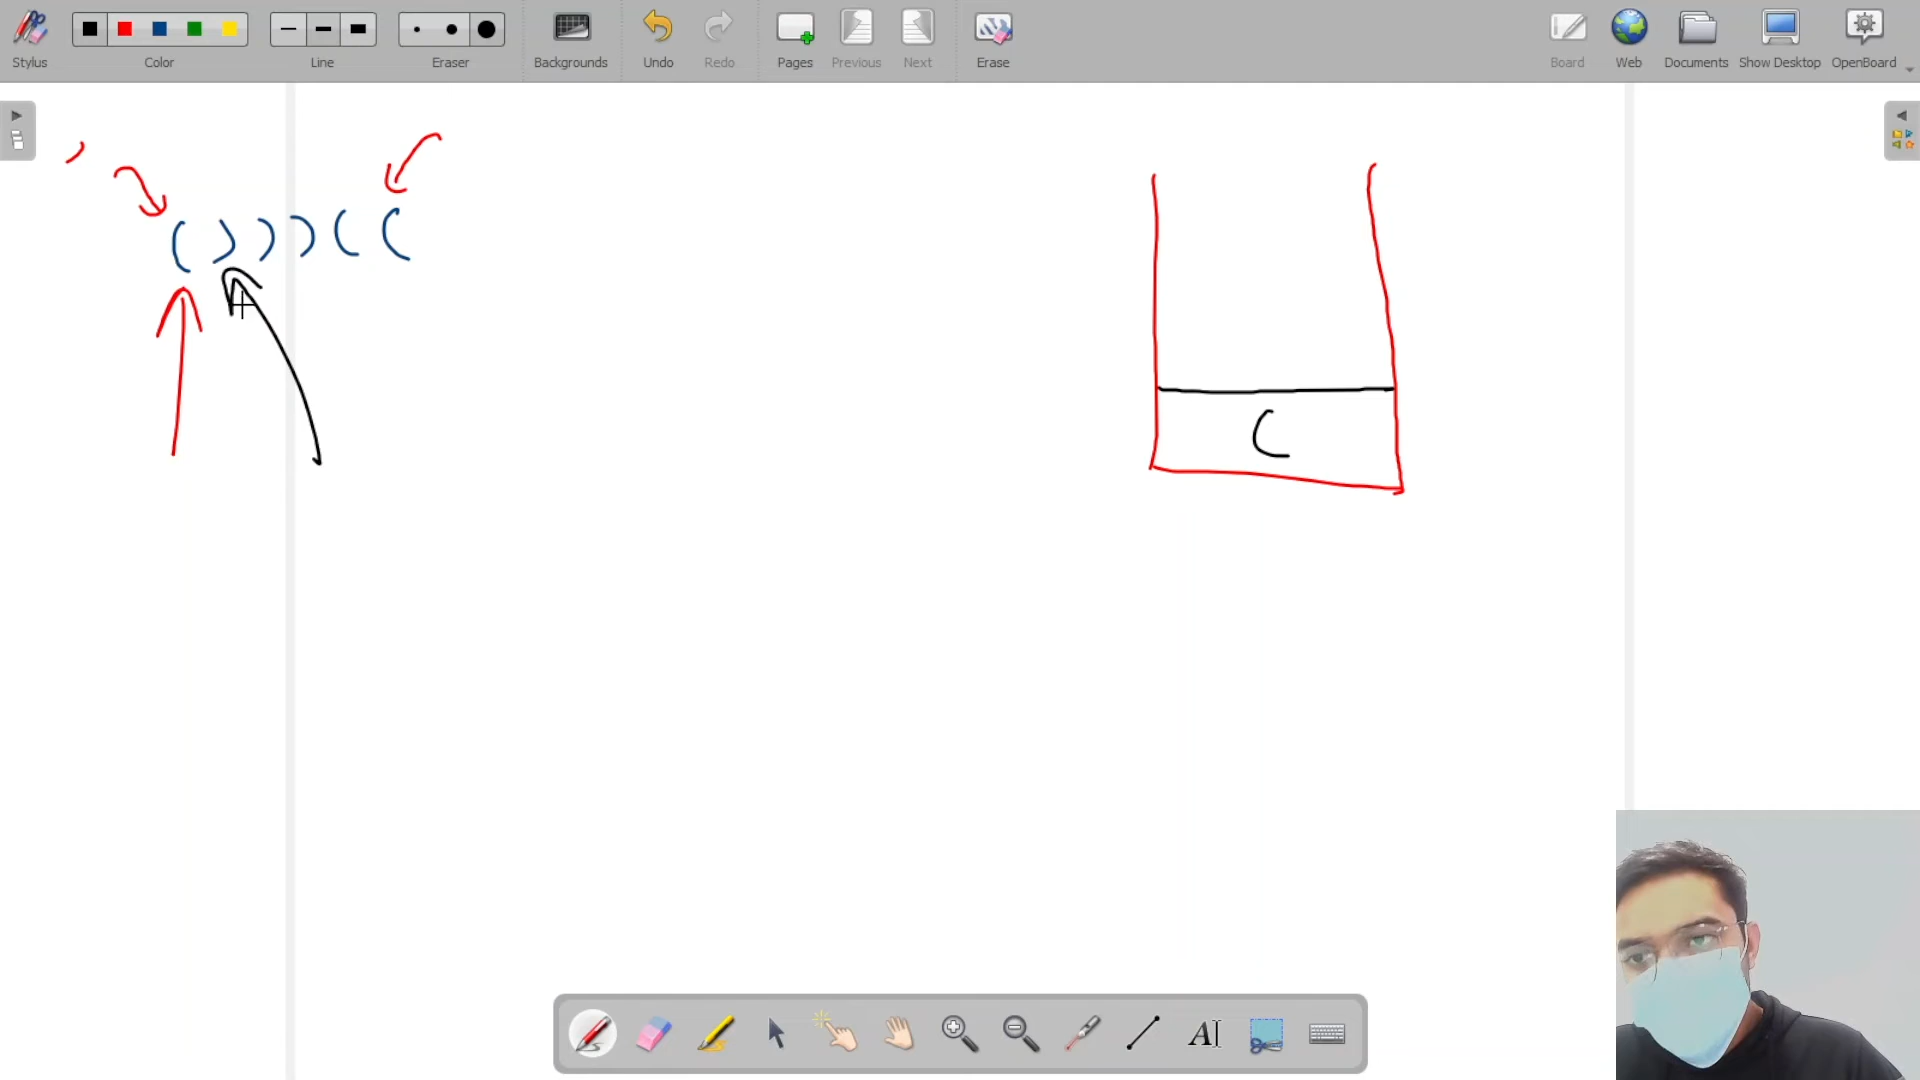 Stylus
Color
Line
Eraser
Backgrounds
Undo
Redo
Pages
Previous
Next
Erase
Board
Web
Documents
Show Desktop
OpenBoard
( ) ) ) ( (
(
A